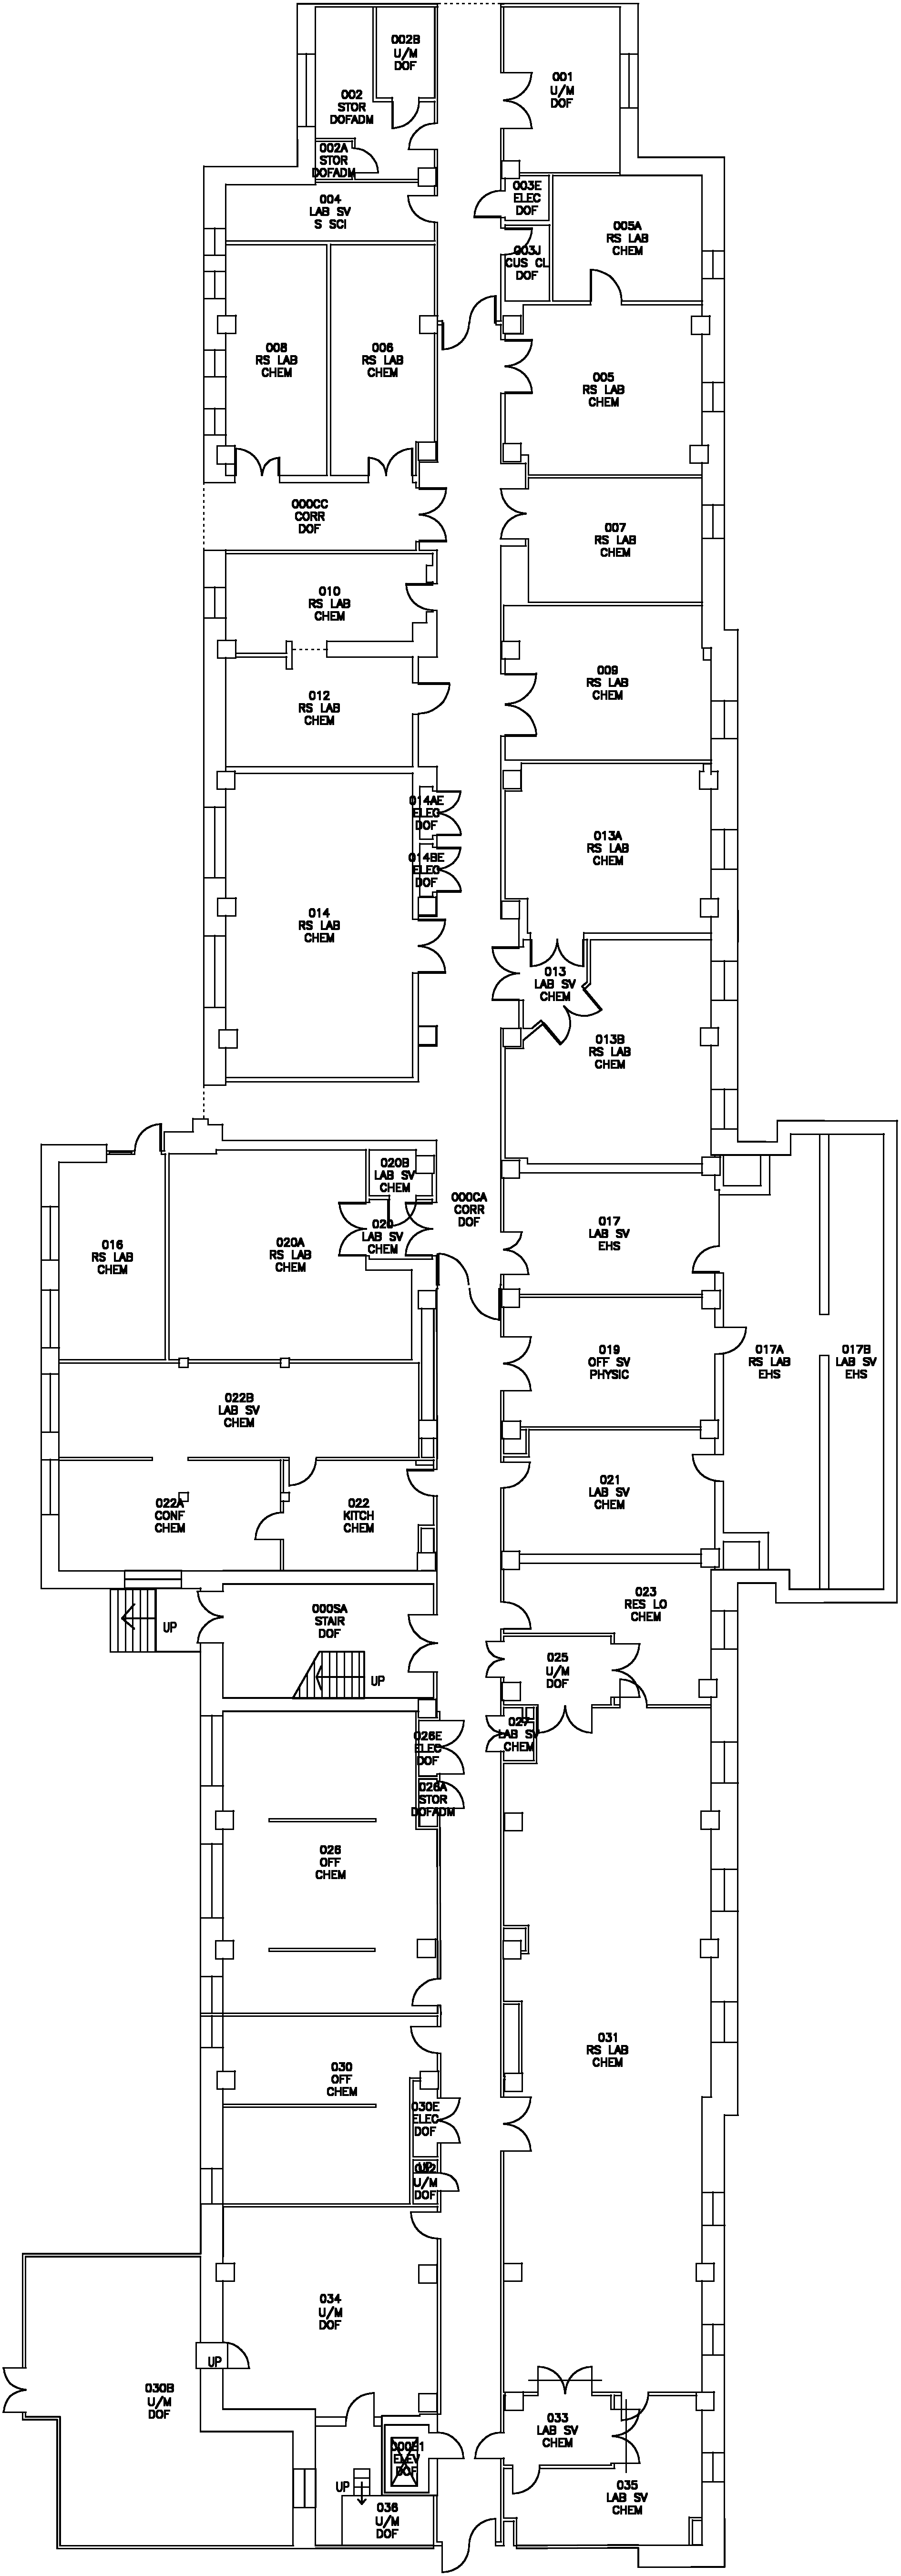 002B
U/M
DOF
001
U/M
DOF
002
STOR
DOFADM
002A
STOR
DOFADM
003E
ELEC
DOF
004
LAB SV
S SCI
005A
RS LAB
CHEM
003J
CUS CL
DOF
008
RS LAB
CHEM
006
RS LAB
CHEM
005
RS LAB
CHEM
000CC
CORR
DOF
007
RS LAB
CHEM
010
RS LAB
CHEM
009
RS LAB
CHEM
012
RS LAB
CHEM
014AE
ELEC
DOF
013A
RS LAB
CHEM
014BE
ELEC
DOF
014
RS LAB
CHEM
013
LAB SV
CHEM
013B
RS LAB
CHEM
020B
LAB SV
CHEM
000CA
CORR
DOF
020
LAB SV
CHEM
017
LAB SV
EHS
016
RS LAB
CHEM
020A
RS LAB
CHEM
019
OFF SV
PHYSIC
017A
RS LAB
EHS
017B
LAB SV
EHS
022B
LAB SV
CHEM
021
LAB SV
CHEM
022A
CONF
CHEM
022
KITCH
CHEM
023
RES LO
CHEM
000SA
STAIR
DOF
UP
UP
025
U/M
DOF
027
LAB SV
CHEM
026E
ELEC
DOF
026A
STOR
DOFADM
026
OFF
CHEM
031
RS LAB
CHEM
030
OFF
CHEM
030E
ELEC
DOF
032
UP
U/M
DOF
034
U/M
DOF
UP
030B
U/M
DOF
033
LAB SV
CHEM
000E1
ELEV
DOF
UP
035
LAB SV
CHEM
036
U/M
DOF